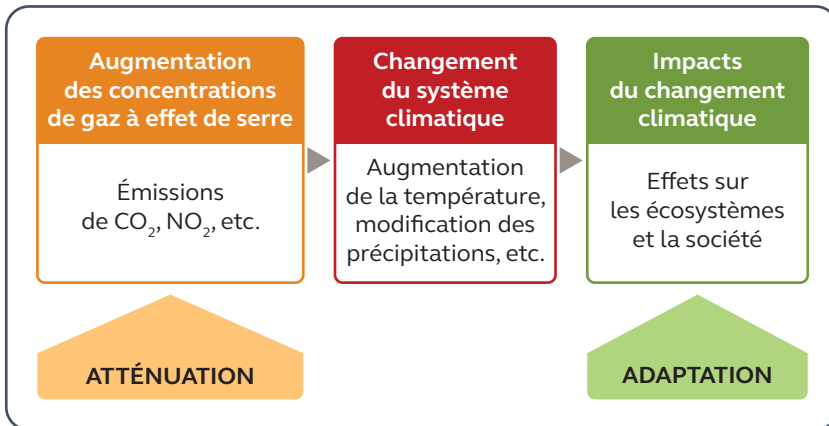 Augmentation
des concentrations
de gaz à effet de serre
Émissions
de CO₂, NO₂, etc.
Changement
du système
climatique
Augmentation
de la température,
modification des
précipitations, etc.
Impacts
du changement
climatique
Effets sur
les écosystèmes
et la société
ATTÉNUATION
ADAPTATION